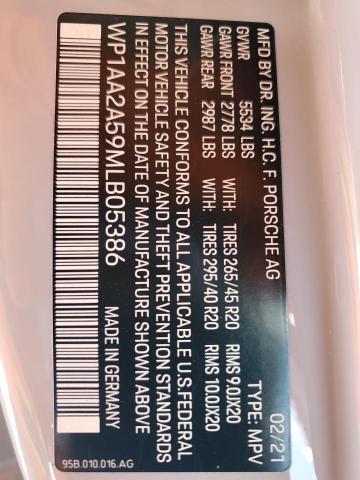 MFD BY DR. ING. H.C. F. PORSCHE AG 02/21
GVWR 5534 LBS TYPE: MPV
GAWR FRONT 2778 LBS WITH: TIRES 265/45 R20 RIMS 9.0JX20
GAWR REAR 2987 LBS WITH: TIRES 295/40 R20 RIMS 10.0JX20
THIS VEHICLE CONFORMS TO ALL APPLICABLE U.S.FEDERAL
MOTOR VEHICLE SAFETY AND THEFT PREVENTION STANDARDS
IN EFFECT ON THE DATE OF MANUFACTURE SHOWN ABOVE
WP1AA2A59MLB05386 MADE IN GERMANY
95B.010.016.AG